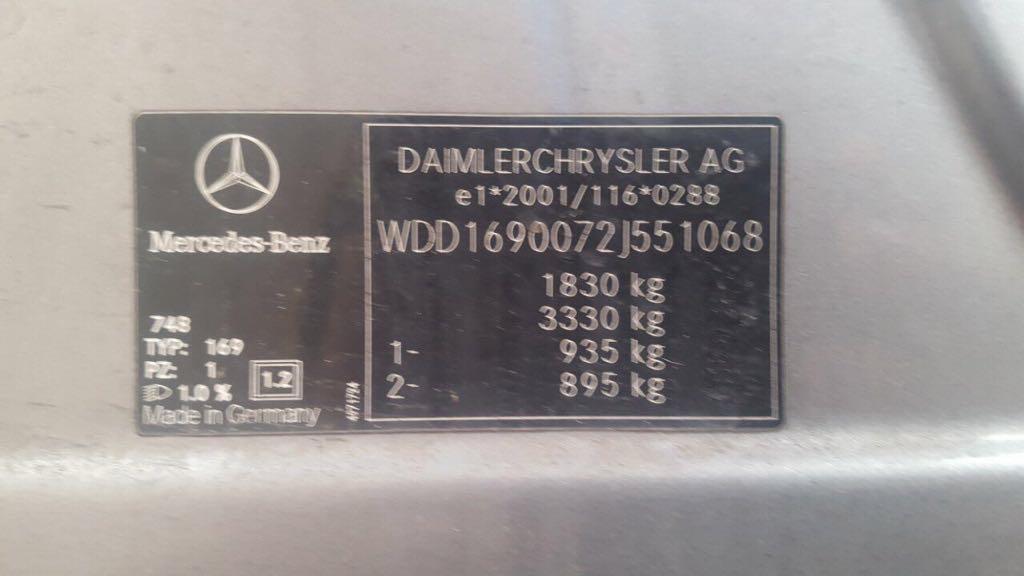 Mercedes-Benz
748
TYP: 169
PZ: 1
1.0 %
1.2
Made in Germany
DAIMLERCHRYSLER AG
e1*2001/116*0288
WDD1690072J551068
1830 kg
3330 kg
1- 935 kg
2- 895 kg